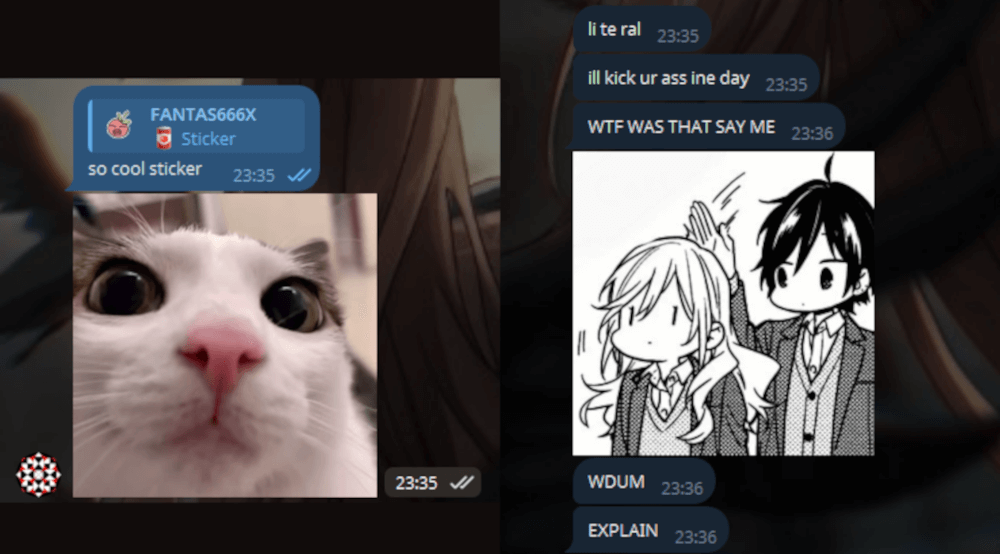 FANTAS666X
Sticker
so cool sticker 23:35
23:35
li te ral 23:35
ill kick ur ass ine day 23:35
WTF WAS THAT SAY ME 23:36
WDUM 23:36
EXPLAIN 23:36